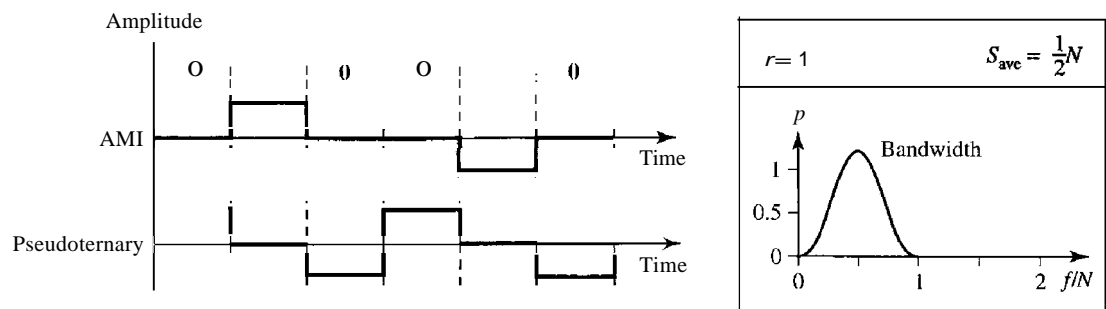 Amplitude
O 0 O 0
AMI
Time
Pseudoternary
Time
r = 1
S_ave = 1/2 N
p
Bandwidth
1
0.5
0
0 1 2 f/N